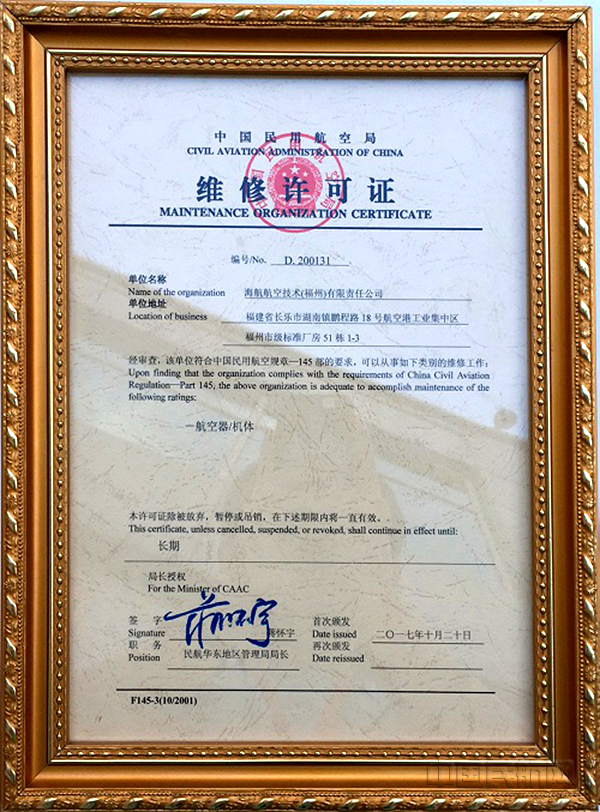 中国民用航空局
CIVIL AVIATION ADMINISTRATION OF CHINA
维修许可证
MAINTENANCE ORGANIZATION CERTIFICATE
编号/No. D. 200131
单位名称
Name of the organization 海航航空技术(福州)有限责任公司
单位地址
Location of business 福建省长乐市湖南镇鹏程路 18 号航空港工业集中区
福州市级标准厂房 51 栋 1-3
经审查，该单位符合中国民用航空规章—145 部的要求，可以从事如下类别的维修工作：
Upon finding that the organization complies with the requirements of China Civil Aviation
Regulation—Part 145, the above organization is adequate to accomplish maintenance of the
following ratings:
－航空器/机体
本许可证除被放弃，暂停或吊销，在下述期限内将一直有效。
This certificate, unless cancelled, suspended, or revoked, shall continue in effect until:
长期
局长授权
For the Minister of CAAC
签 字 首次颁发
Signature 蒋怀宇 Date issued 二〇一七年十月二十日
职 务 再次颁发
Position 民航华东地区管理局局长 Date reissued
F145-3(10/2001)
中国民航网